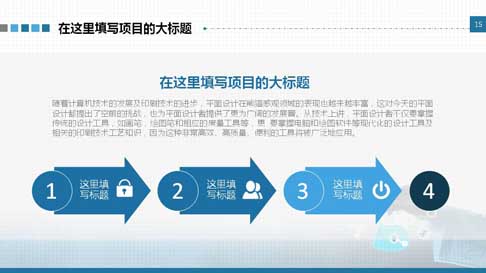 在这里填写项目的大标题
15
在这里填写项目的大标题
随着计算机技术的发展及印刷技术的进步，平面设计在视觉感观领域的表现也越来越丰富，这对今天的平面
设计都提出了空前的挑战，也为平面设计者提供了更为广阔的发展育。从技术上讲，平面设计者不仅要掌握
传统的设计工具，如画笔，绘图笔和相应的度量工具等，更 要掌握电脑和绘图软件等现代化的设计工具及
相关的印刷技术工艺知识，因为这种非常高效、高质量、便利的工具将被广泛地应用。
1
这里填
写标题
2
这里填
写标题
3
这里填
写标题
4